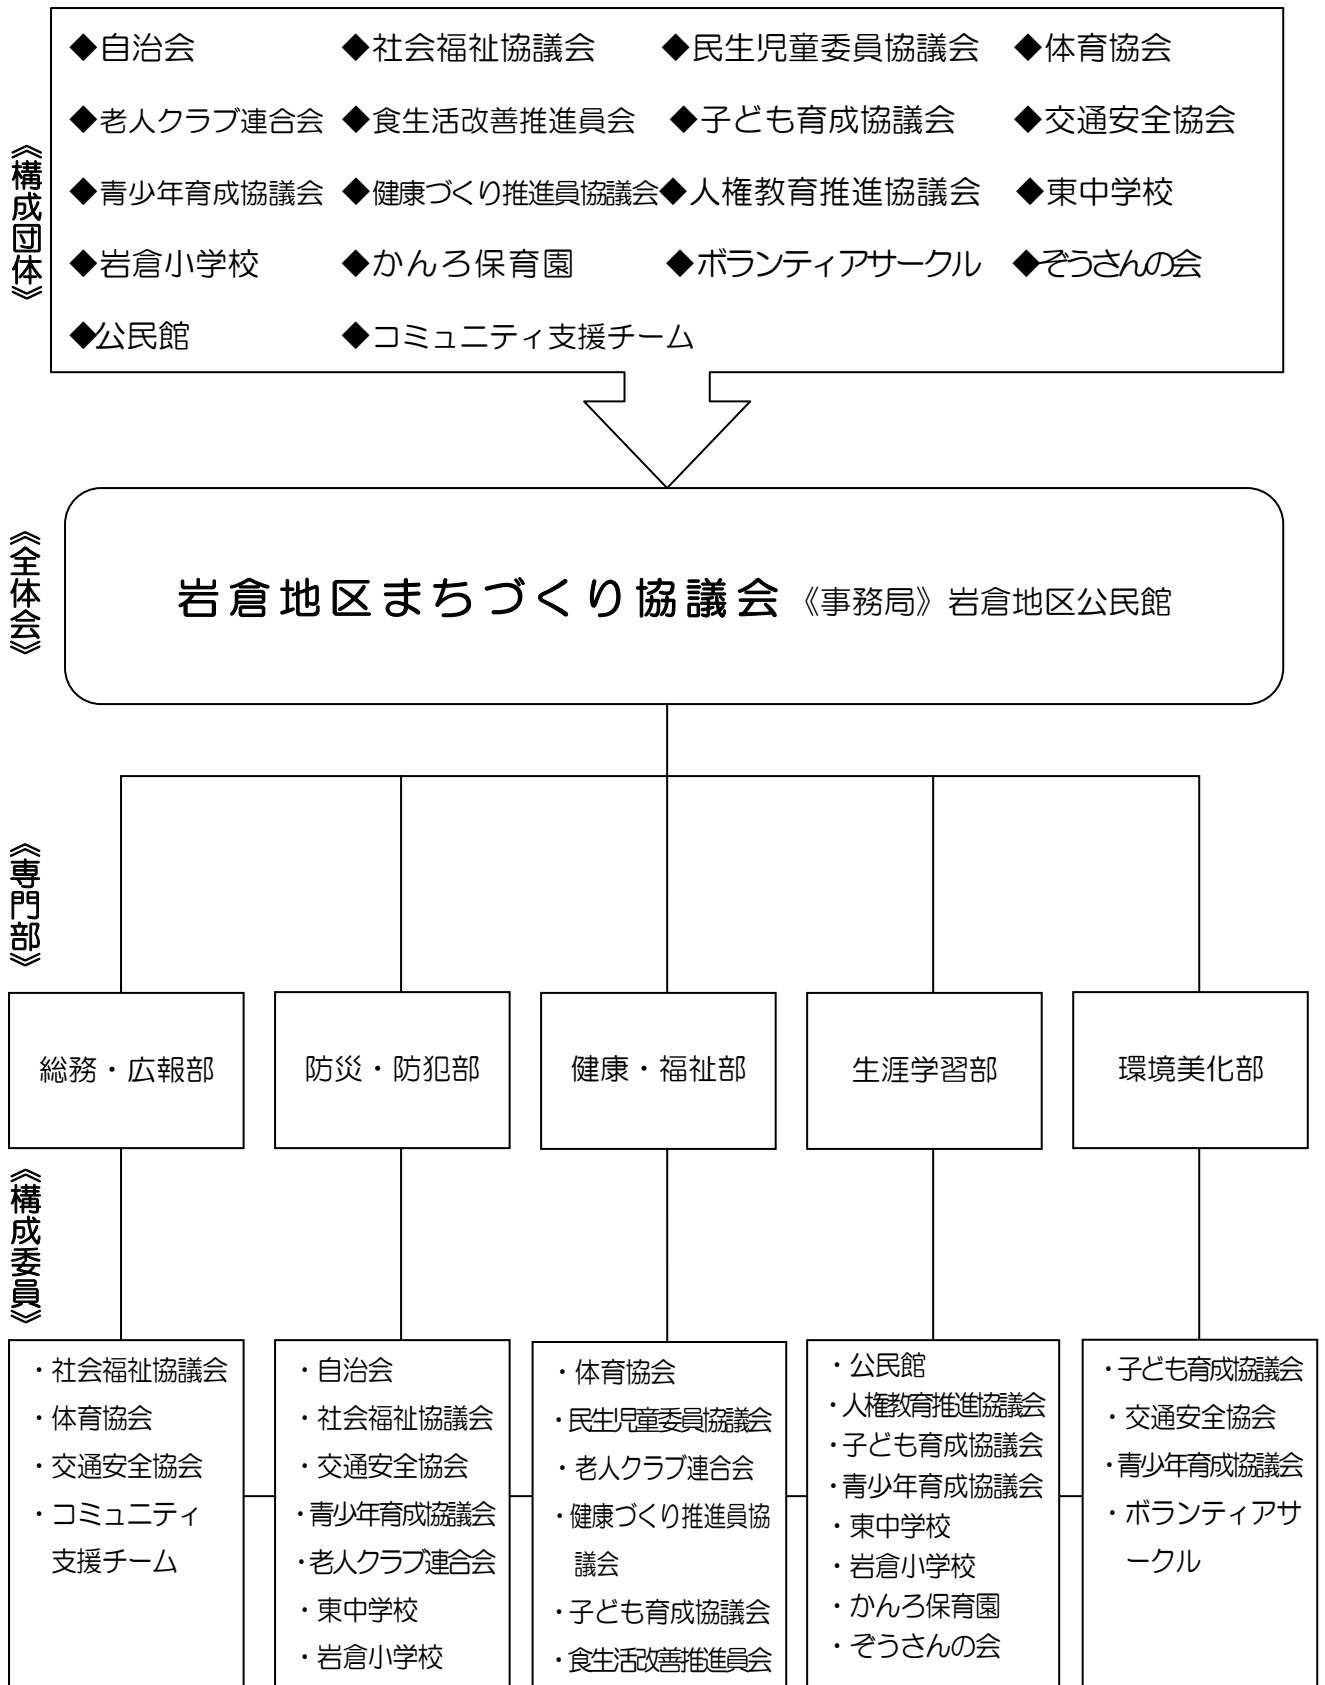 《構成団体》
◆自治会 ◆社会福祉協議会 ◆民生児童委員協議会 ◆体育協会
◆老人クラブ連合会 ◆食生活改善推進員会 ◆子ども育成協議会 ◆交通安全協会
◆青少年育成協議会 ◆健康づくり推進員協議会 ◆人権教育推進協議会 ◆東中学校
◆岩倉小学校 ◆かんろ保育園 ◆ボランティアサークル ◆ぞうさんの会
◆公民館 ◆コミュニティ支援チーム
《全体会》
岩倉地区まちづくり協議会 《事務局》岩倉地区公民館
《専門部》
総務・広報部
防災・防犯部
健康・福祉部
生涯学習部
環境美化部
《構成委員》
・社会福祉協議会
・体育協会
・交通安全協会
・コミュニティ
支援チーム
・自治会
・社会福祉協議会
・交通安全協会
・青少年育成協議会
・老人クラブ連合会
・東中学校
・岩倉小学校
・体育協会
・民生児童委員協議会
・老人クラブ連合会
・健康づくり推進員協
議会
・子ども育成協議会
・食生活改善推進員会
・公民館
・人権教育推進協議会
・子ども育成協議会
・青少年育成協議会
・東中学校
・岩倉小学校
・かんろ保育園
・ぞうさんの会
・子ども育成協議会
・交通安全協会
・青少年育成協議会
・ボランティアサ
ークル